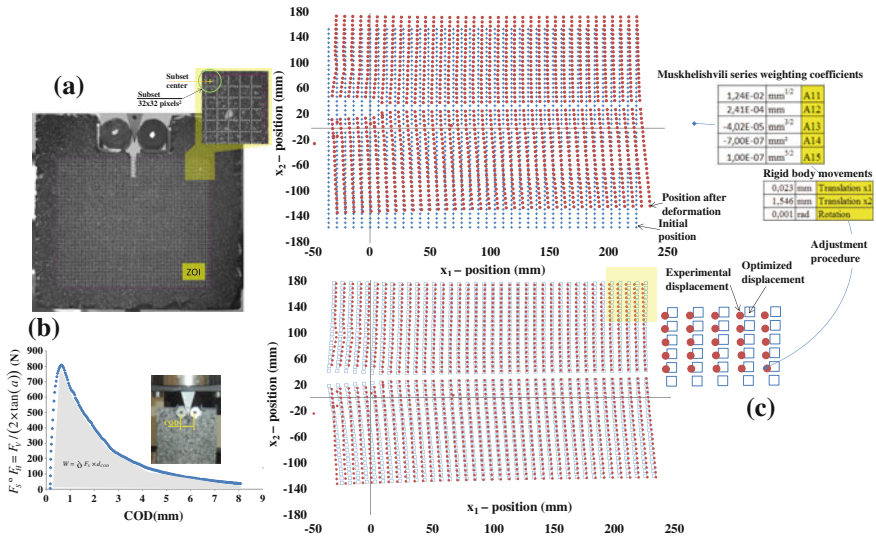 (a)
Subset
center
Subset
32x32 pixels²
ZOI
(b)
F_S ° F_H = F_V / (2×tan(a)) (N)
900
800
700
600
500
400
300
200
100
0
0 1 2 3 4 5 6 7 8 9
COD(mm)
COD
x₂ – position (mm)
180
140
100
60
20
-20
-60
-100
-140
-180
-50 0 50 100 150 200 250
x₁ – position (mm)
Position after
deformation
Initial
position
x₂ – position (mm)
180
140
100
60
20
-20
-60
-100
-140
-180
-50 0 50 100 150 200 250
x₁ – position (mm)
Muskhelishvili series weighting coefficients
1,24E-02 mm^1/2 A11
2,41E-04 mm A12
-4,02E-05 mm^3/2 A13
-7,00E-07 mm² A14
1,00E-07 mm^5/2 A15
Rigid body movements
0,023 mm Translation x1
1,546 mm Translation x2
0,001 rad Rotation
Adjustment
procedure
Experimental
displacement
Optimized
displacement
(c)